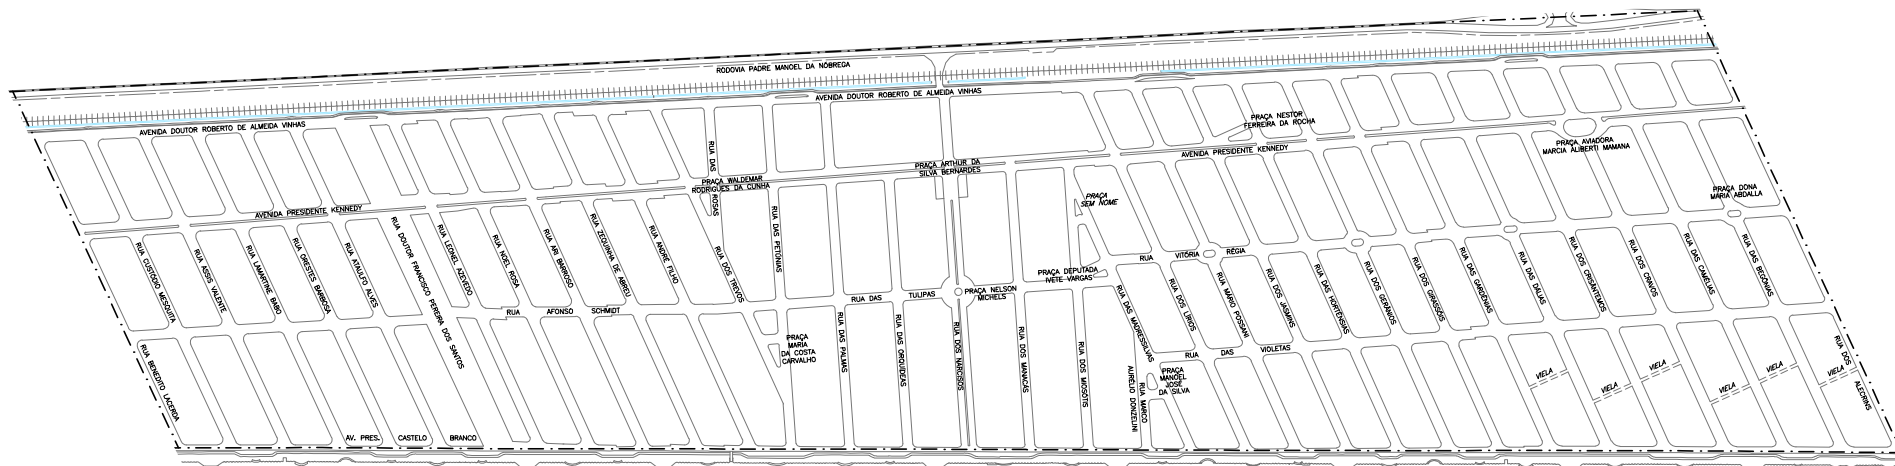 RODOVIA PADRE MANOEL DA NÓBREGA
AVENIDA DOUTOR ROBERTO DE ALMEIDA VINHAS
AVENIDA DOUTOR ROBERTO DE ALMEIDA VINHAS
PRAÇA NESTOR
FERREIRA DA ROCHA
PRAÇA AVIADORA
MARCIA ALIBERTI MAMANA
AVENIDA PRESIDENTE KENNEDY
PRAÇA ARTHUR DA
SILVA BERNARDES
PRAÇA WALDEMAR
RODRIGUES DA CUNHA
RUA DAS
ROSAS
PRAÇA DONA
MARIA ABDALLA
PRAÇA
SEM NOME
AVENIDA PRESIDENTE KENNEDY
RUA CUSTÓDIO MESQUITA
RUA ASSIS VALENTE
RUA LAMARTINE BABO
RUA ORESTES BARBOSA
RUA ATAULFO ALVES
RUA DOUTOR FRANCISCO PEREIRA DOS SANTOS
RUA LEONEL AZEVEDO
RUA NOEL ROSA
RUA ARI BARROSO
RUA ZEQUINHA DE ABREU
RUA ANDRÉ FILHO
RUA DOS TREVOS
RUA DAS PETÚNIAS
RUA VITÓRIA RÉGIA
PRAÇA DEPUTADA
IVETE VARGAS
PRAÇA NELSON
MICHELS
RUA DAS TULIPAS
RUA AFONSO SCHMIDT
RUA DAS MADRESSILVAS
RUA DOS LÍRIOS
RUA MÁRIO POSSANI
RUA DOS JASMINS
RUA DAS HORTÊNSIAS
RUA DOS GERÂNIOS
RUA DOS GIRASSÓIS
RUA DAS GARDÊNIAS
RUA DAS DÁLIAS
RUA DOS CRISÂNTEMOS
RUA DOS CRAVOS
RUA DAS CAMÉLIAS
RUA DAS BEGÔNIAS
PRAÇA
MARIA
DA COSTA
CARVALHO
RUA DAS PALMAS
RUA DAS ORQUÍDEAS
RUA DOS NARCISOS
RUA DOS MANACÁS
RUA DOS MIOSÓTIS
RUA DAS VIOLETAS
PRAÇA
MANOEL
JOSÉ
DA SILVA
RUA MARCO
AURÉLIO DONZELINI
VIELA
VIELA
VIELA
VIELA
VIELA
VIELA
RUA DOS
ALECRINS
RUA BENEDITO LACERDA
AV. PRES. CASTELO BRANCO